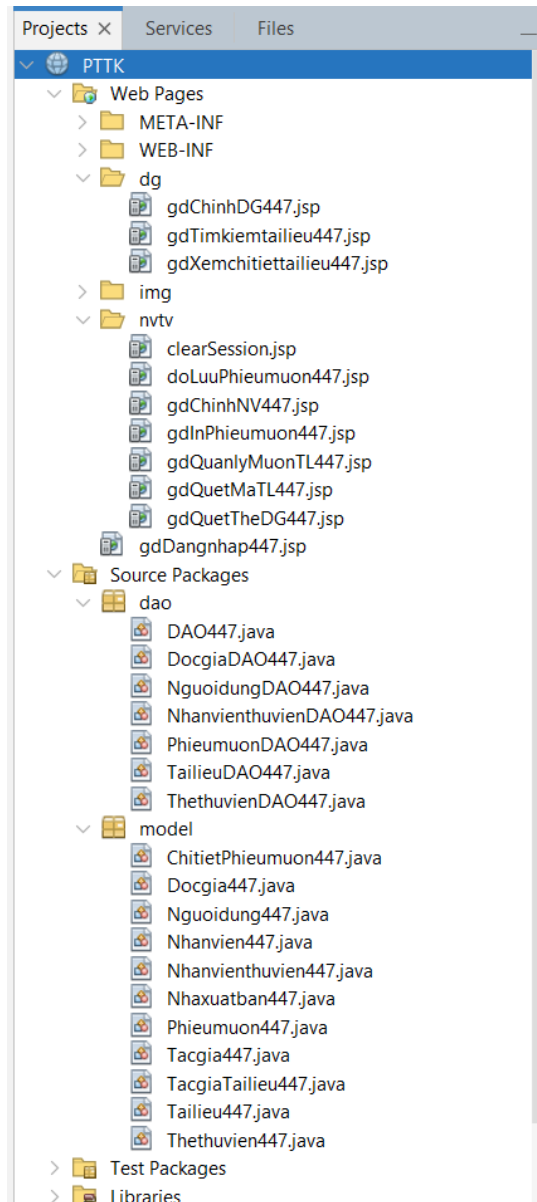 Projects × Services Files
PTTK
Web Pages
META-INF
WEB-INF
dg
gdChinhDG447.jsp
gdTimkiemtailieu447.jsp
gdXemchitiettailieu447.jsp
img
nvtv
clearSession.jsp
doLuuPhieumuon447.jsp
gdChinhNV447.jsp
gdInPhieumuon447.jsp
gdQuanlyMuonTL447.jsp
gdQuetMaTL447.jsp
gdQuetTheDG447.jsp
gdDangnhap447.jsp
Source Packages
dao
DAO447.java
DocgiaDAO447.java
NguoidungDAO447.java
NhanvienthuvienDAO447.java
PhieumuonDAO447.java
TailieuDAO447.java
ThethuvienDAO447.java
model
ChitietPhieumuon447.java
Docgia447.java
Nguoidung447.java
Nhanvien447.java
Nhanvienthuvien447.java
Nhaxuatban447.java
Phieumuon447.java
Tacgia447.java
TacgiaTailieu447.java
Tailieu447.java
Thethuvien447.java
Test Packages
Libraries